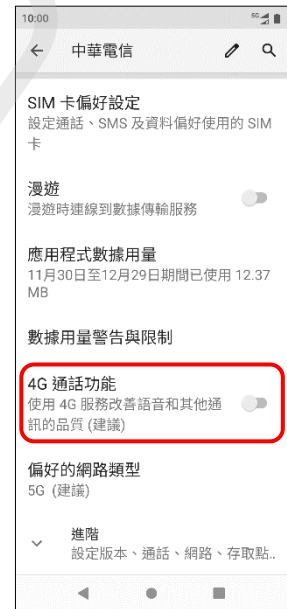 10:00 5G
中華電信
SIM 卡偏好設定
設定通話、SMS 及資料偏好使用的 SIM
卡
漫遊
漫遊時連線到數據傳輸服務
應用程式數據用量
11月30日至12月29日期間已使用 12.37
MB
數據用量警告與限制
4G 通話功能
使用 4G 服務改善語音和其他通
訊的品質 (建議)
偏好的網路類型
5G (建議)
進階
設定版本、通話、網路、存取點..